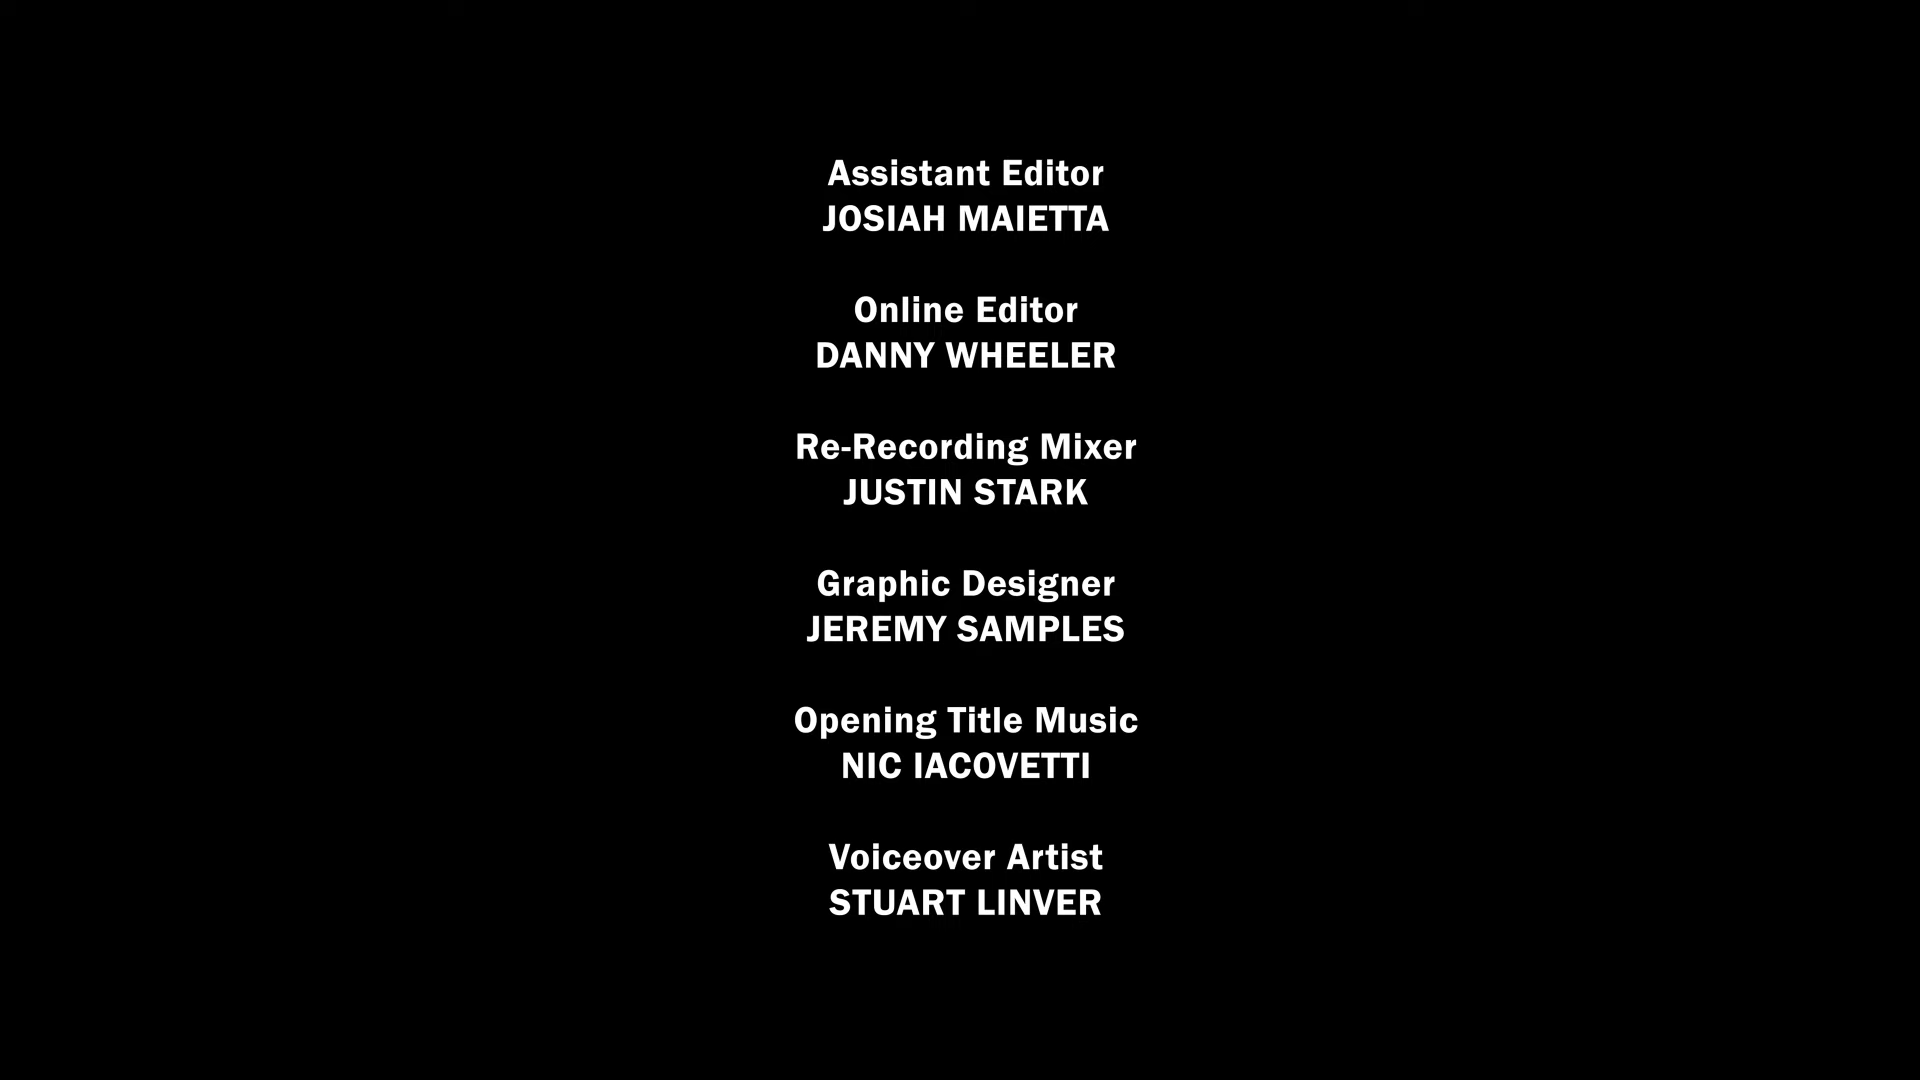 Assistant Editor
JOSIAH MAIETTA
Online Editor
DANNY WHEELER
Re-Recording Mixer
JUSTIN STARK
Graphic Designer
JEREMY SAMPLES
Opening Title Music
NIC IACOVETTI
Voiceover Artist
STUART LINVER